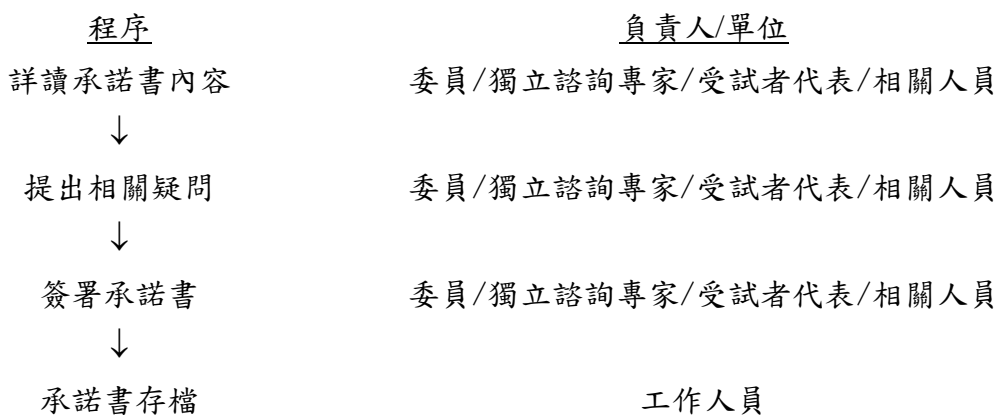 程序 負責人/單位
詳讀承諾書內容 委員/獨立諮詢專家/受試者代表/相關人員
↓
提出相關疑問 委員/獨立諮詢專家/受試者代表/相關人員
↓
簽署承諾書 委員/獨立諮詢專家/受試者代表/相關人員
↓
承諾書存檔 工作人員